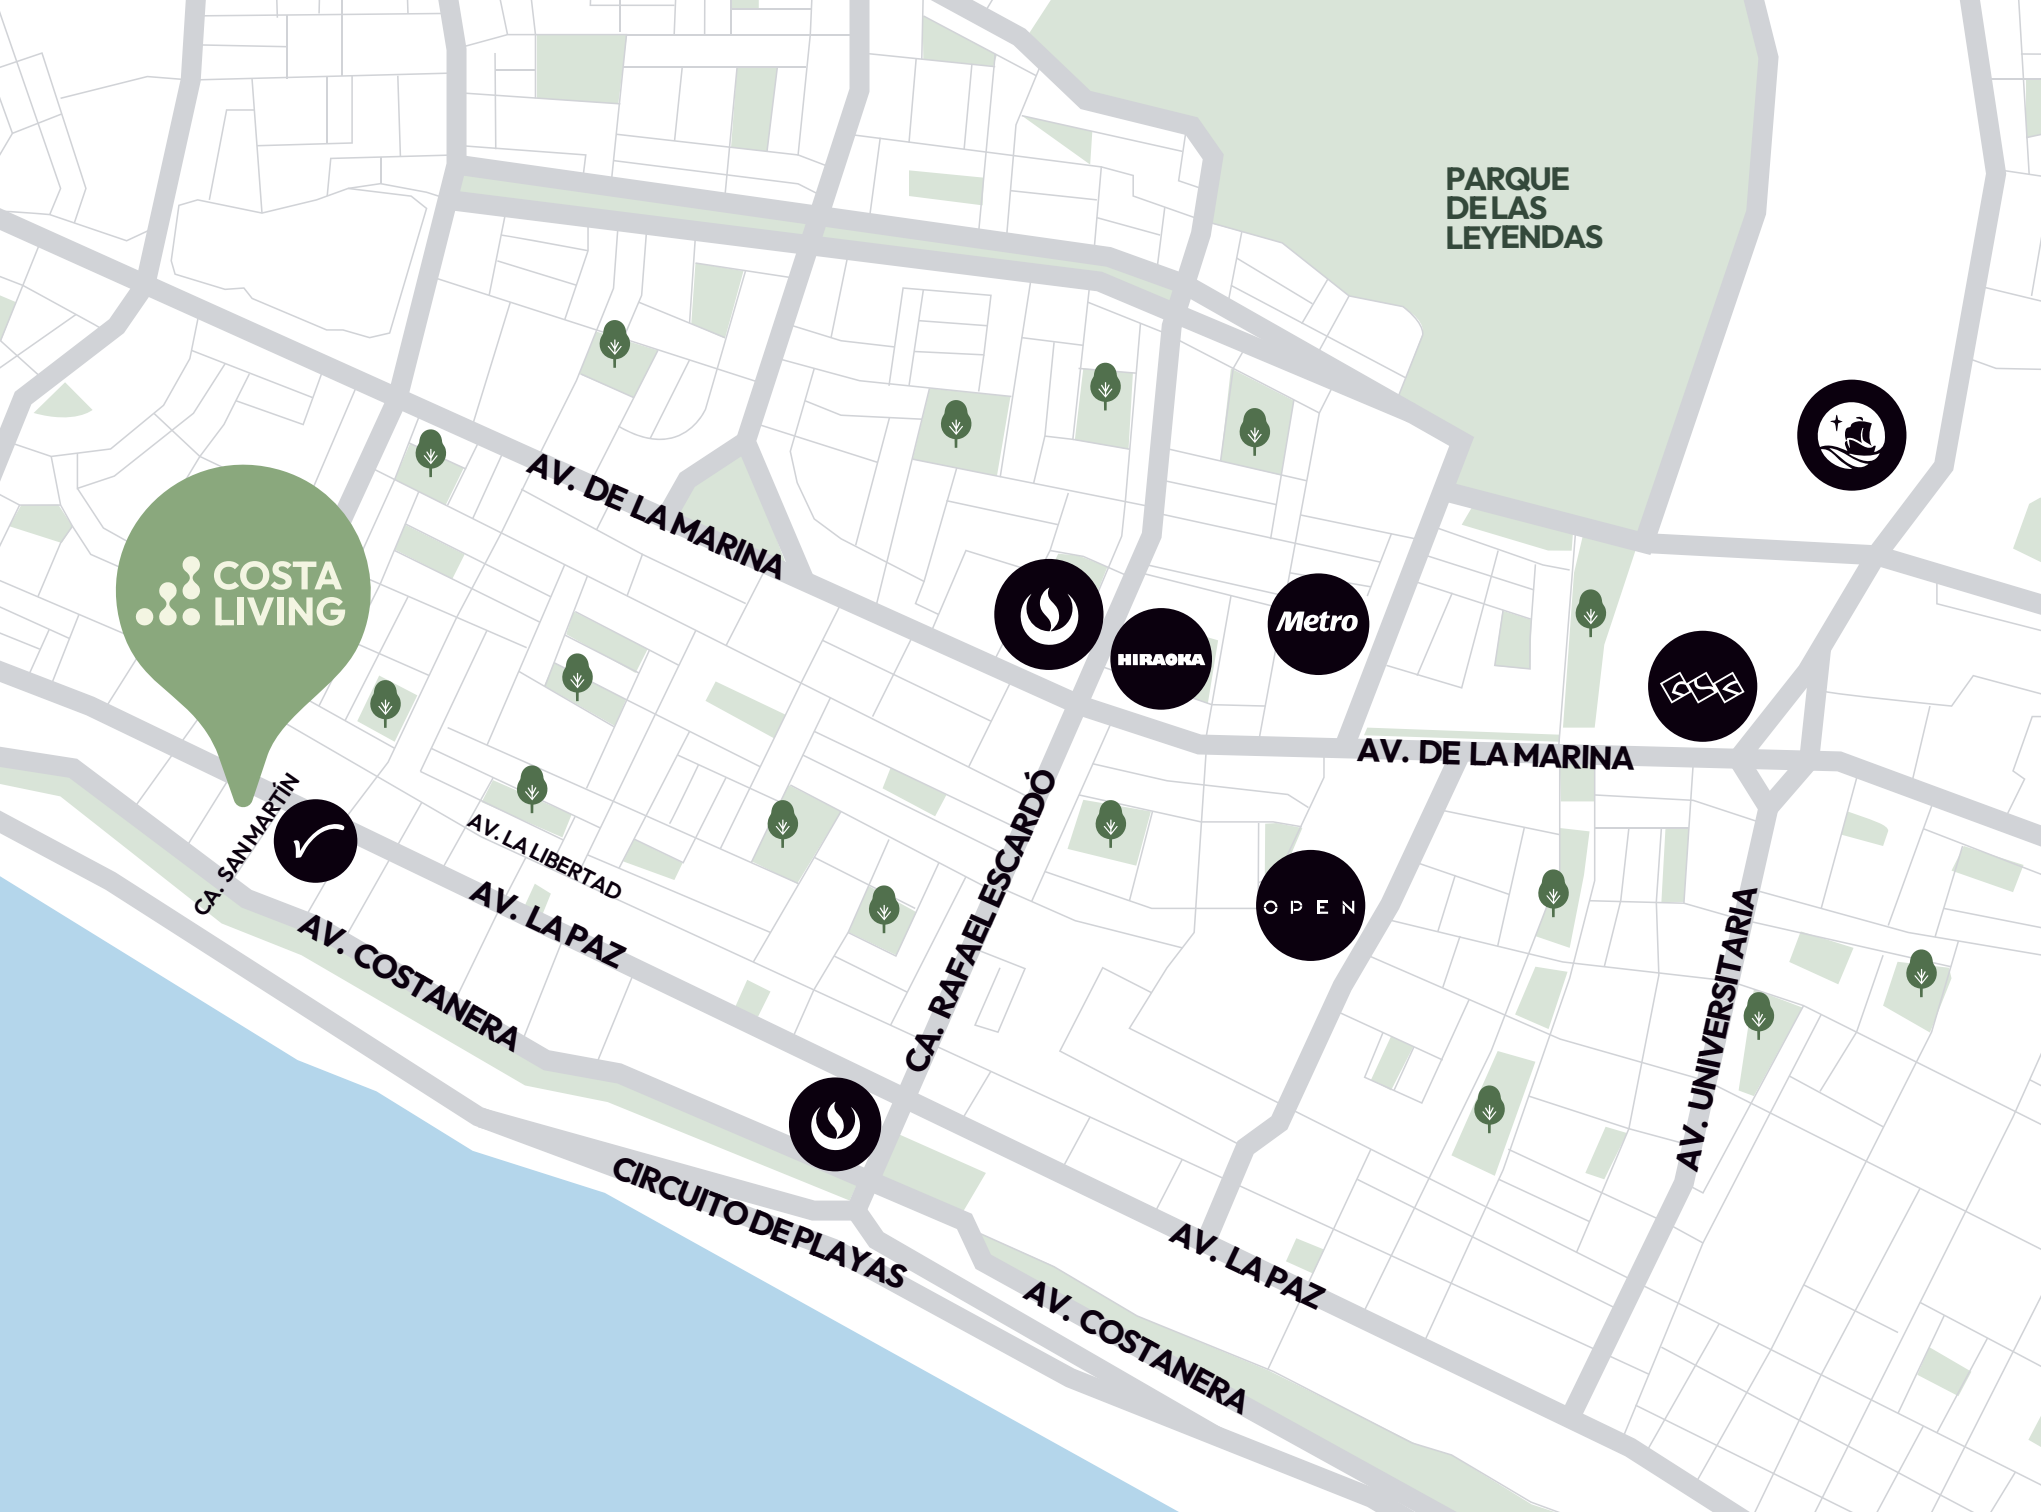 PARQUE
DE LAS
LEYENDAS
AV. DE LA MARINA
COSTA
LIVING
Metro
HIRAOKA
AV. DE LA MARINA
CA. SAN MARTÍN
AV. LA LIBERTAD
CA. RAFAEL ESCARDÓ
OPEN
AV. LA PAZ
AV. COSTANERA
AV. UNIVERSITARIA
CIRCUITO DE PLAYAS
AV. LA PAZ
AV. COSTANERA